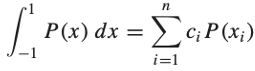 ∫_{-1}^{1} P(x) dx = ∑_{i=1}^{n} c_i P(x_i)